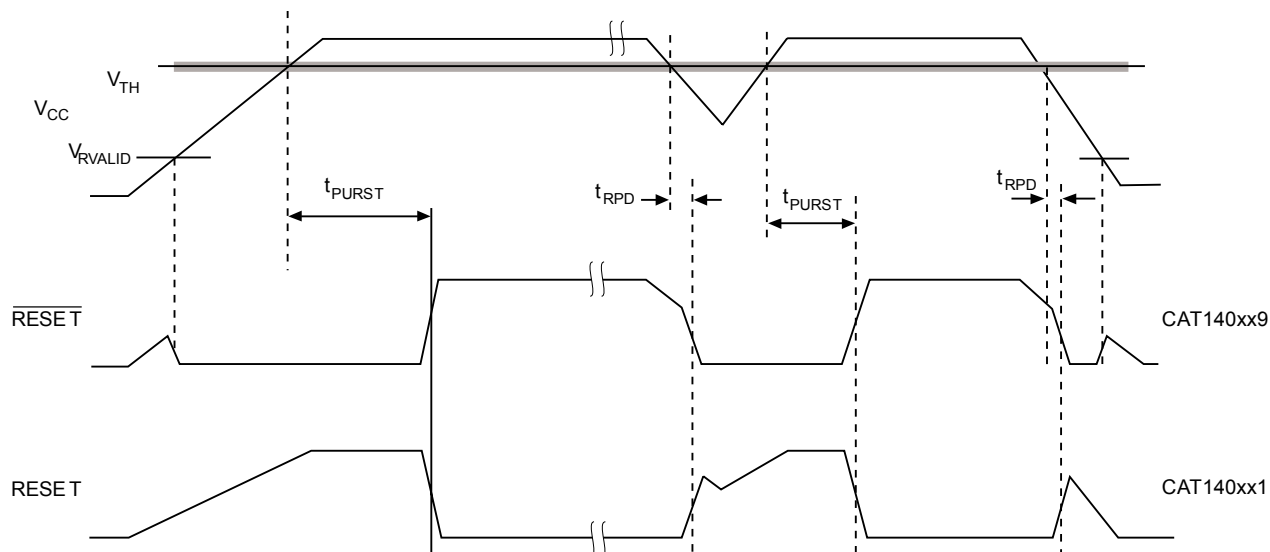 V_TH
V_CC
V_RVALID
t_PURST
t_RPD
t_PURST
t_RPD
RESET
CAT140xx9
RESET
CAT140xx1